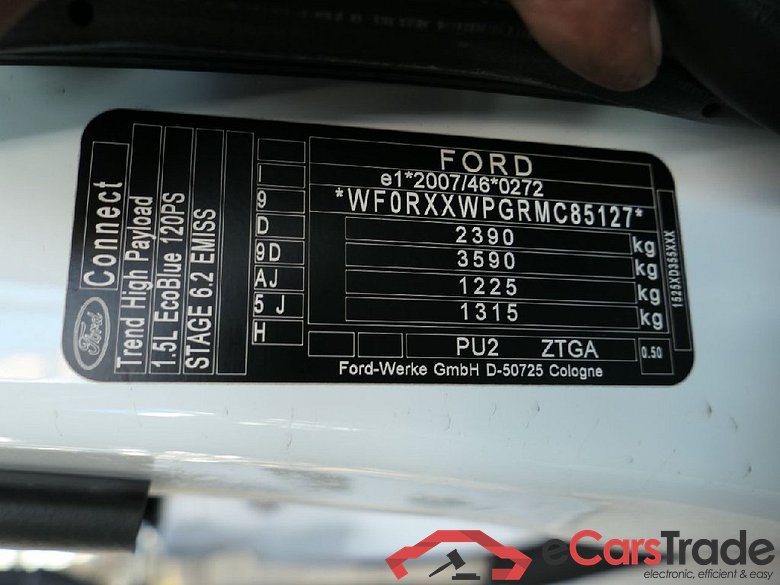 Ford
Connect
Trend High Payload
1.5L EcoBlue 120PS
STAGE 6.2 EMISS
I
9
D
9D
AJ
5 J
H
FORD
e1*2007/46*0272
*WF0RXXWPGRMC85127*
2390 kg
3590 kg
1225 kg
1315 kg
PU2 ZTGA 0.50
Ford-Werke GmbH D-50725 Cologne
1525XD355XXX
eCarsTrade
electronic, efficient & easy